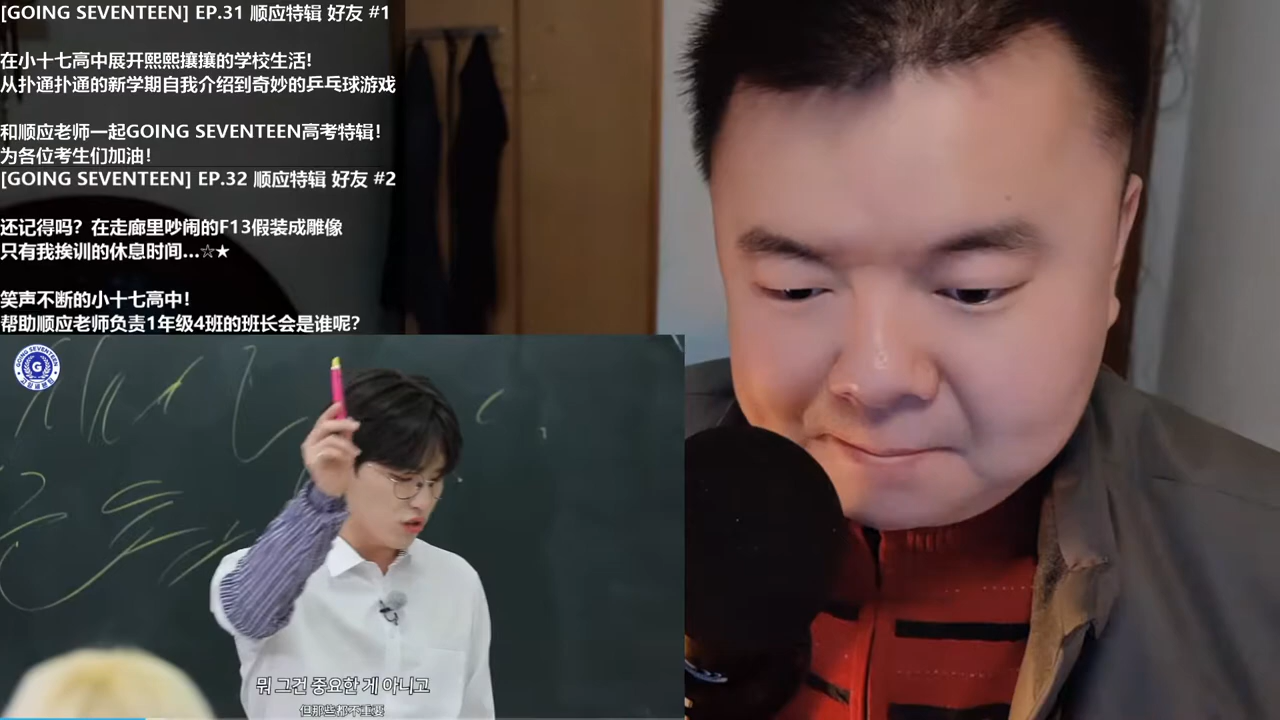 [GOING SEVENTEEN] EP.31 顺应特辑 好友 #1
在小十七高中展开熙熙攘攘的学校生活!
从扑通扑通的新学期自我介绍到奇妙的乒乓球游戏
和顺应老师一起GOING SEVENTEEN高考特辑!
为各位考生们加油!
[GOING SEVENTEEN] EP.32 顺应特辑 好友 #2
还记得吗? 在走廊里吵闹的F13假装成雕像
只有我挨训的休息时间...☆★
笑声不断的小十七高中!
帮助顺应老师负责1年级4班的班长会是谁呢?
GOING SEVENTEEN
G
뭐 그건 중요한 게 아니고
但那些都不重要